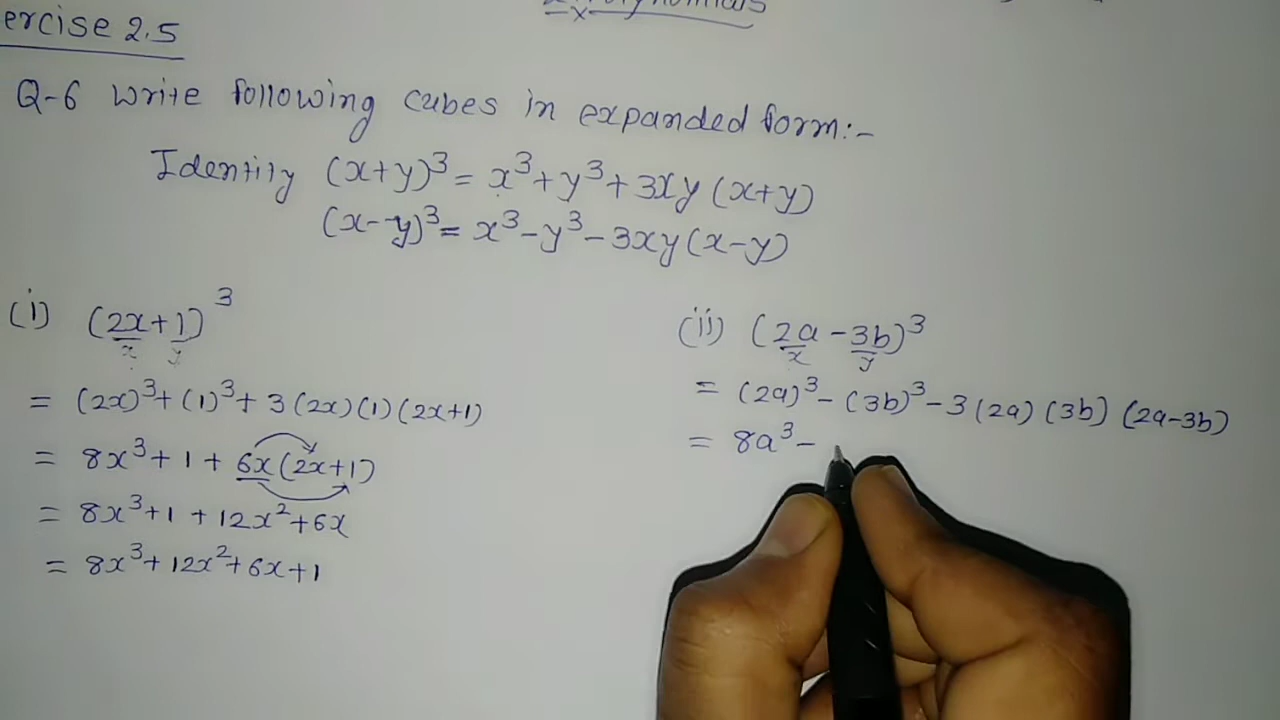 ercise 2.5
Q-6 Write following cubes in expanded form:-
Identity (x+y)³ = x³+y³+3xy(x+y)
(x-y)³ = x³-y³-3xy(x-y)
(i) (2x+1)³
x y
= (2x)³+(1)³+3(2x)(1)(2x+1)
= 8x³+1+6x(2x+1)
= 8x³+1+12x²+6x
= 8x³+12x²+6x+1
(ii) (2a-3b)³
x y
= (2a)³-(3b)³-3(2a)(3b)(2a-3b)
= 8a³-